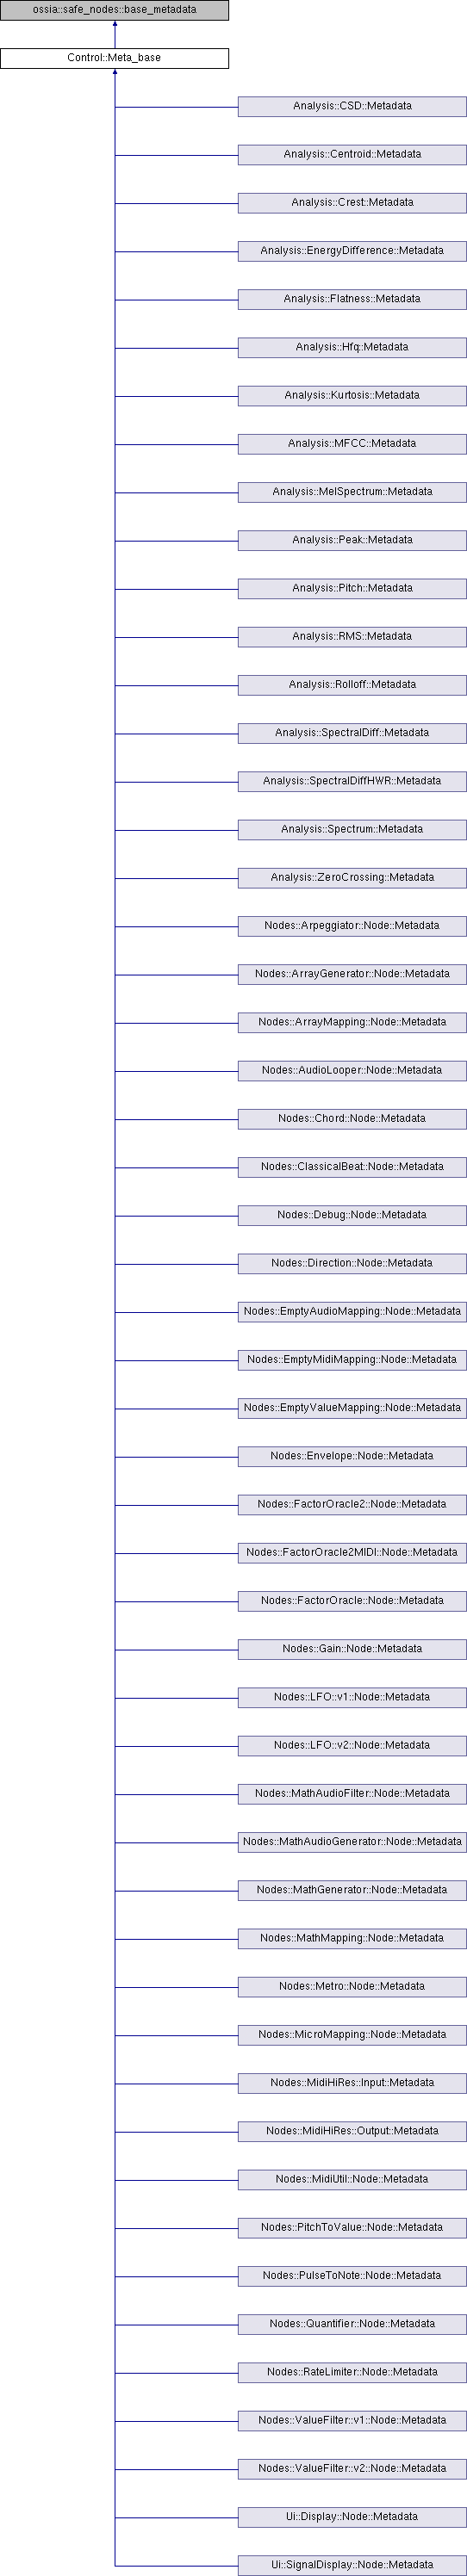 ossia::safe_nodes::base_metadata
Control::Meta_base
Analysis::CSD::Metadata
Analysis::Centroid::Metadata
Analysis::Crest::Metadata
Analysis::EnergyDifference::Metadata
Analysis::Flatness::Metadata
Analysis::Hfq::Metadata
Analysis::Kurtosis::Metadata
Analysis::MFCC::Metadata
Analysis::MelSpectrum::Metadata
Analysis::Peak::Metadata
Analysis::Pitch::Metadata
Analysis::RMS::Metadata
Analysis::Rolloff::Metadata
Analysis::SpectralDiff::Metadata
Analysis::SpectralDiffHWR::Metadata
Analysis::Spectrum::Metadata
Analysis::ZeroCrossing::Metadata
Nodes::Arpeggiator::Node::Metadata
Nodes::ArrayGenerator::Node::Metadata
Nodes::ArrayMapping::Node::Metadata
Nodes::AudioLooper::Node::Metadata
Nodes::Chord::Node::Metadata
Nodes::ClassicalBeat::Node::Metadata
Nodes::Debug::Node::Metadata
Nodes::Direction::Node::Metadata
Nodes::EmptyAudioMapping::Node::Metadata
Nodes::EmptyMidiMapping::Node::Metadata
Nodes::EmptyValueMapping::Node::Metadata
Nodes::Envelope::Node::Metadata
Nodes::FactorOracle2::Node::Metadata
Nodes::FactorOracle2MIDI::Node::Metadata
Nodes::FactorOracle::Node::Metadata
Nodes::Gain::Node::Metadata
Nodes::LFO::v1::Node::Metadata
Nodes::LFO::v2::Node::Metadata
Nodes::MathAudioFilter::Node::Metadata
Nodes::MathAudioGenerator::Node::Metadata
Nodes::MathGenerator::Node::Metadata
Nodes::MathMapping::Node::Metadata
Nodes::Metro::Node::Metadata
Nodes::MicroMapping::Node::Metadata
Nodes::MidiHiRes::Input::Metadata
Nodes::MidiHiRes::Output::Metadata
Nodes::MidiUtil::Node::Metadata
Nodes::PitchToValue::Node::Metadata
Nodes::PulseToNote::Node::Metadata
Nodes::Quantifier::Node::Metadata
Nodes::RateLimiter::Node::Metadata
Nodes::ValueFilter::v1::Node::Metadata
Nodes::ValueFilter::v2::Node::Metadata
Ui::Display::Node::Metadata
Ui::SignalDisplay::Node::Metadata